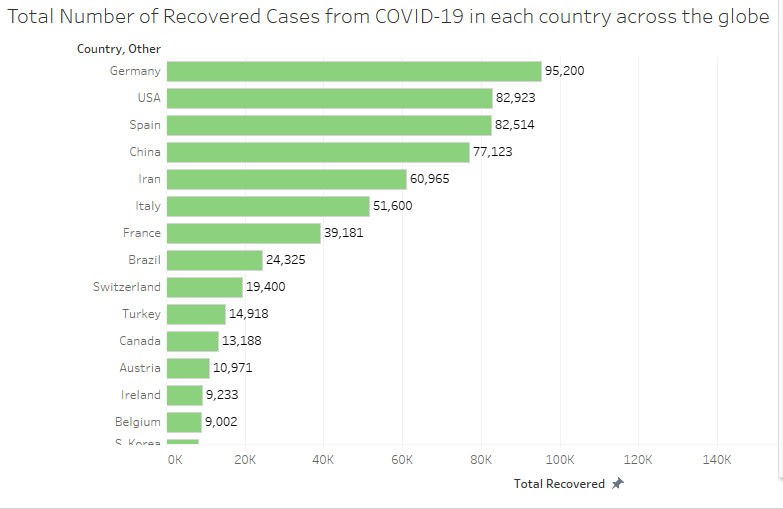 Total Number of Recovered Cases from COVID-19 in each country across the globe
Country, Other
Germany 95,200
USA 82,923
Spain 82,514
China 77,123
Iran 60,965
Italy 51,600
France 39,181
Brazil 24,325
Switzerland 19,400
Turkey 14,918
Canada 13,188
Austria 10,971
Ireland 9,233
Belgium 9,002
S. Korea
0K 20K 40K 60K 80K 100K 120K 140K
Total Recovered